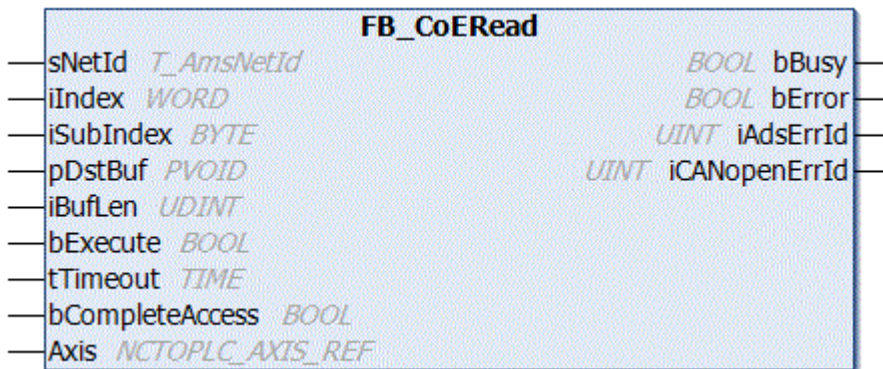 FB_CoERead
sNetId T_AmsNetId BOOL bBusy
iIndex WORD BOOL bError
iSubIndex BYTE UINT iAdsErrId
pDstBuf PVOID UINT iCANopenErrId
iBufLen UDINT
bExecute BOOL
tTimeout TIME
bCompleteAccess BOOL
Axis NCTOPLC_AXIS_REF